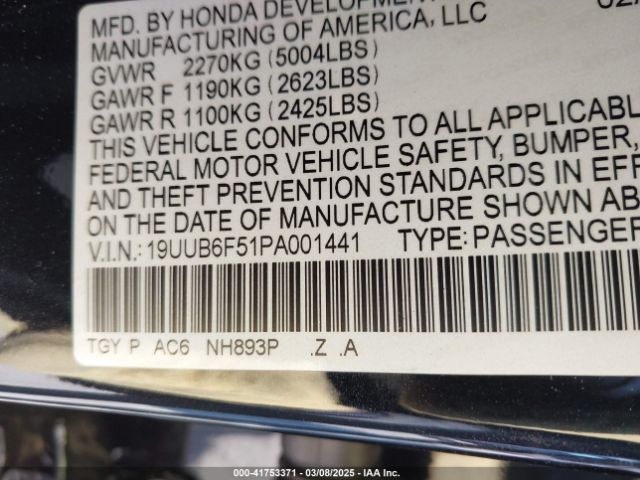 MFD. BY HONDA DEVELOPMENT
MANUFACTURING OF AMERICA, LLC
GVWR 2270KG (5004LBS)
GAWR F 1190KG (2623LBS)
GAWR R 1100KG (2425LBS)
THIS VEHICLE CONFORMS TO ALL APPLICABLE
FEDERAL MOTOR VEHICLE SAFETY, BUMPER,
AND THEFT PREVENTION STANDARDS IN EFF
ON THE DATE OF MANUFACTURE SHOWN AB
V.I.N.: 19UUB6F51PA001441 TYPE: PASSENGER
TGY P AC6 NH893P .Z .A
000-41753371 | 03/08/2025 - IAA Inc.